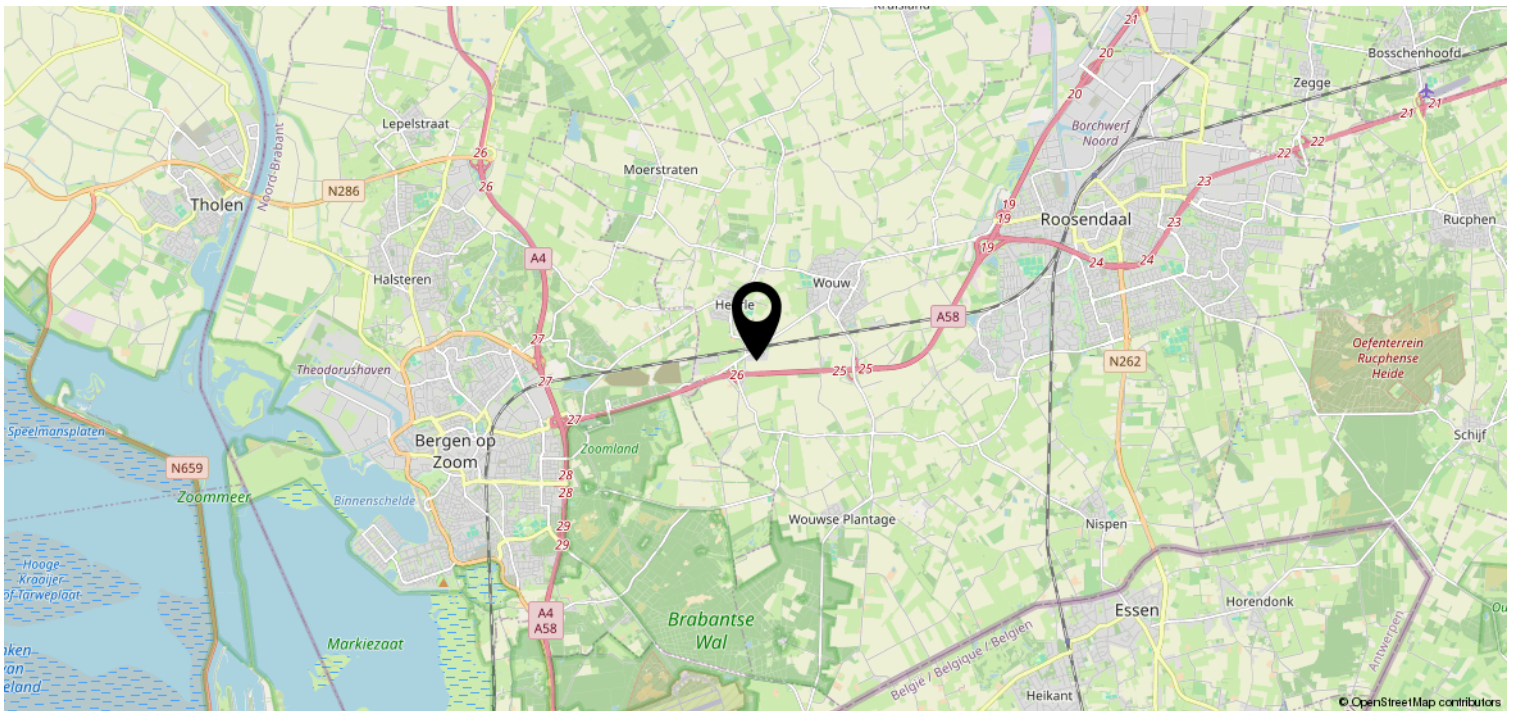 Kruisland
21
20
Bosschenhoofd
Zegge
20
21
21
Lepelstraat
Borchwerf
Noord
22
22
26
Noord-Brabant
Moerstraten
26
N286
23
Tholen
19
19
Roosendaal
23
Rucphen
19
A4
24
24
Halsteren
Wouw
A58
27
Oefenterrein
Rucphense
Heide
N262
Theodorushaven
27
26
25
25
27
Speelmansplaten
Bergen op
Zoom
Zoomland
Schijf
N659
28
28
Zoommeer
Binnenschelde
Wouwse Plantage
Nispen
29
29
Hooge
Kraaijer
of Tarweplaat
A4
A58
Brabantse
Wal
Essen
Horendonk
Markiezaat
België / Belgique / Belgien
Antwerpen
Heikant
© OpenStreetMap contributors